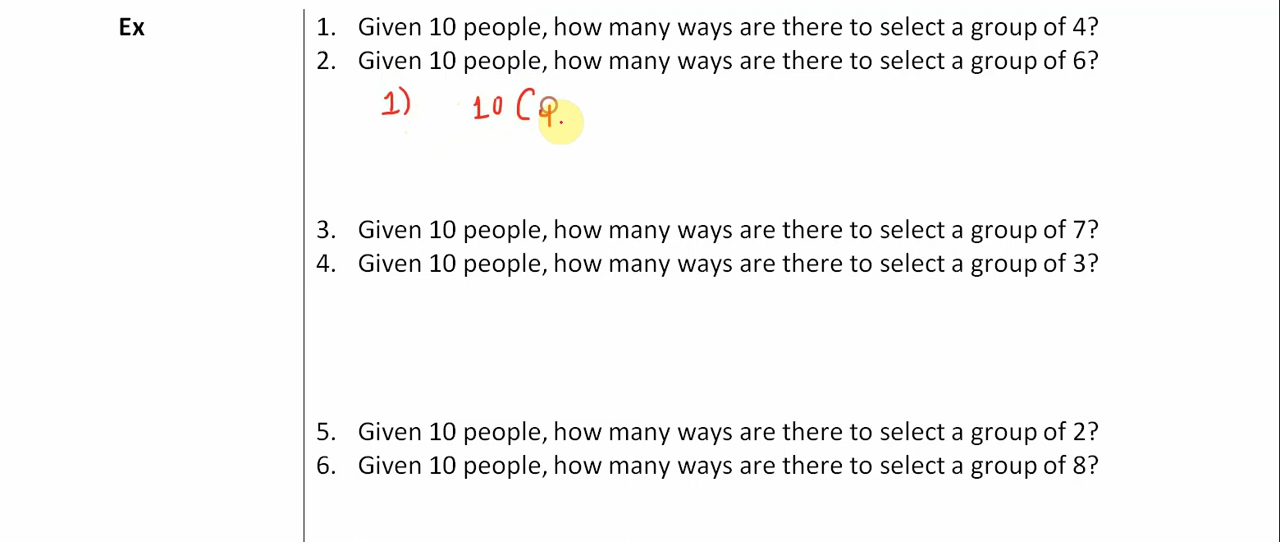 Ex
1. Given 10 people, how many ways are there to select a group of 4?
2. Given 10 people, how many ways are there to select a group of 6?
1) 10 C 4
3. Given 10 people, how many ways are there to select a group of 7?
4. Given 10 people, how many ways are there to select a group of 3?
5. Given 10 people, how many ways are there to select a group of 2?
6. Given 10 people, how many ways are there to select a group of 8?